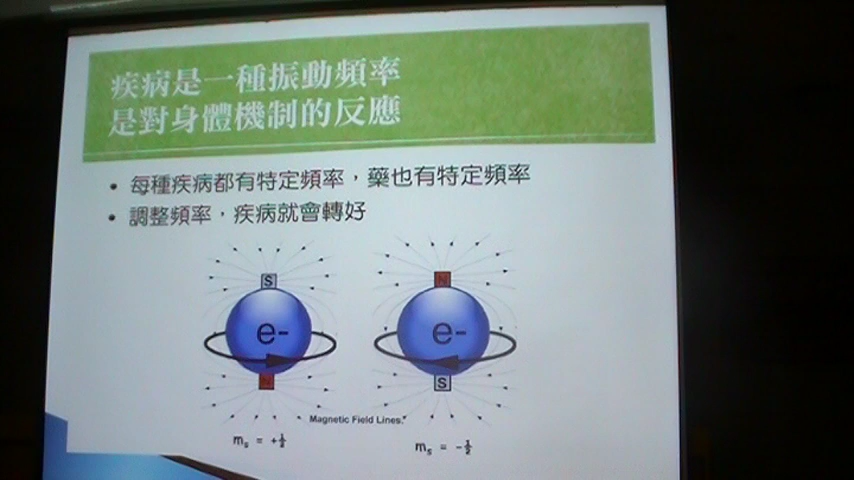 疾病是一種振動頻率
是對身體機制的反應
• 每種疾病都有特定頻率，藥也有特定頻率
• 調整頻率，疾病就會轉好
S
N
e-
e-
N
S
Magnetic Field Lines.
mₛ = +½
mₛ = -½